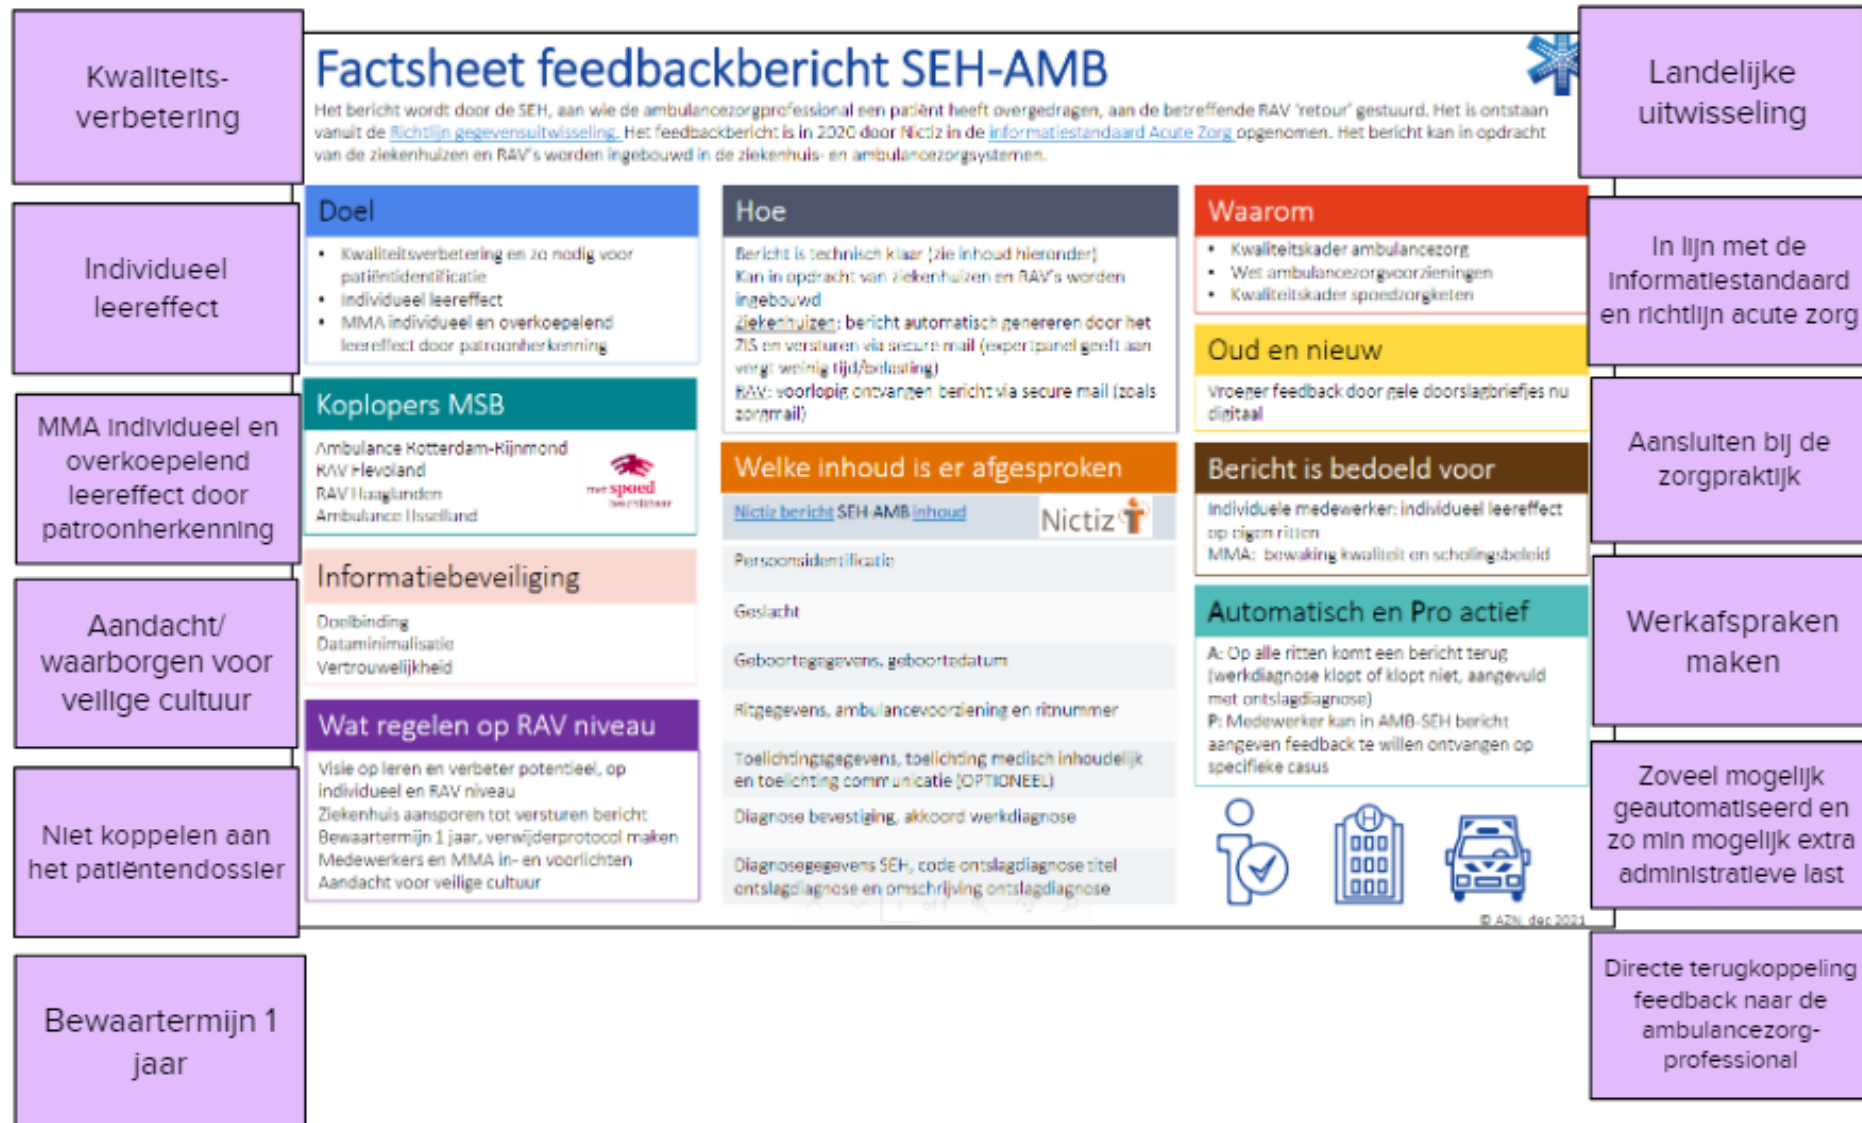 Kwaliteits-
verbetering
Individueel
leereffect
MMA individueel en
overkoepelend
leereffect door
patroonherkenning
Aandacht/
waarborgen voor
veilige cultuur
Niet koppelen aan
het patiëntendossier
Bewaartermijn 1
jaar
Factsheet feedbackbericht SEH-AMB
Het bericht wordt door de SEH, aan wie de ambulancezorgprofessional een patiënt heeft overgedragen, aan de betreffende RAV 'retour' gestuurd. Het is ontstaan
vanuit de Richtlijn gegevensuitwisseling. Het feedbackbericht is in 2020 door Nictiz in de informatiestandaard Acute Zorg opgenomen. Het bericht kan in opdracht
van de ziekenhuizen en RAV's worden ingebouwd in de ziekenhuis- en ambulancezorgsystemen.
Doel
• Kwaliteitsverbetering en zo nodig voor
patiëntidentificatie
• Individueel leereffect
• MMA individueel en overkoepelend
leereffect door patroonherkenning
Koplopers MSB
Ambulance Rotterdam-Rijnmond
RAV Flevoland
RAV Haaglanden
Ambulance IJsselland
met spoed
beschikbaar
Informatiebeveiliging
Doelbinding
Dataminimalisatie
Vertrouwelijkheid
Wat regelen op RAV niveau
Visie op leren en verbeter potentieel, op
individueel en RAV niveau
Ziekenhuis aansporen tot versturen bericht
Bewaartermijn 1 jaar, verwijderprotocol maken
Medewerkers en MMA in- en voorlichten
Aandacht voor veilige cultuur
Hoe
Bericht is technisch klaar (zie inhoud hieronder)
Kan in opdracht van ziekenhuizen en RAV's worden
ingebouwd
Ziekenhuizen: bericht automatisch genereren door het
ZIS en versturen via secure mail (expertpanel geeft aan
vergt weinig tijd/belasting)
RAV: voorlopig ontvangen bericht via secure mail (zoals
zorgmail)
Welke inhoud is er afgesproken
Nictiz bericht SEH-AMB inhoud
Nictiz
Persoonsidentificatie
Geslacht
Geboortegegevens, geboortedatum
Ritgegevens, ambulancevoorziening en ritnummer
Toelichtingsgegevens, toelichting medisch inhoudelijk
en toelichting communicatie (OPTIONEEL)
Diagnose bevestiging, akkoord werkdiagnose
Diagnosegegevens SEH, code ontslagdiagnose titel
ontslagdiagnose en omschrijving ontslagdiagnose
1 of 1
Waarom
• Kwaliteitskader ambulancezorg
• Wet ambulancezorgvoorzieningen
• Kwaliteitskader spoedzorgketen
Oud en nieuw
Vroeger feedback door gele doorslagbriefjes nu
digitaal
Bericht is bedoeld voor
Individuele medewerker: individueel leereffect
op eigen ritten
MMA: bewaking kwaliteit en scholingsbeleid
Automatisch en Pro actief
A: Op alle ritten komt een bericht terug
(werkdiagnose klopt of klopt niet, aangevuld
met ontslagdiagnose)
P: Medewerker kan in AMB-SEH bericht
aangeven feedback te willen ontvangen op
specifieke casus
H
© AZN, dec 2021
Landelijke
uitwisseling
In lijn met de
informatiestandaard
en richtlijn acute zorg
Aansluiten bij de
zorgpraktijk
Werkafspraken
maken
Zoveel mogelijk
geautomatiseerd en
zo min mogelijk extra
administratieve last
Directe terugkoppeling
feedback naar de
ambulancezorg-
professional